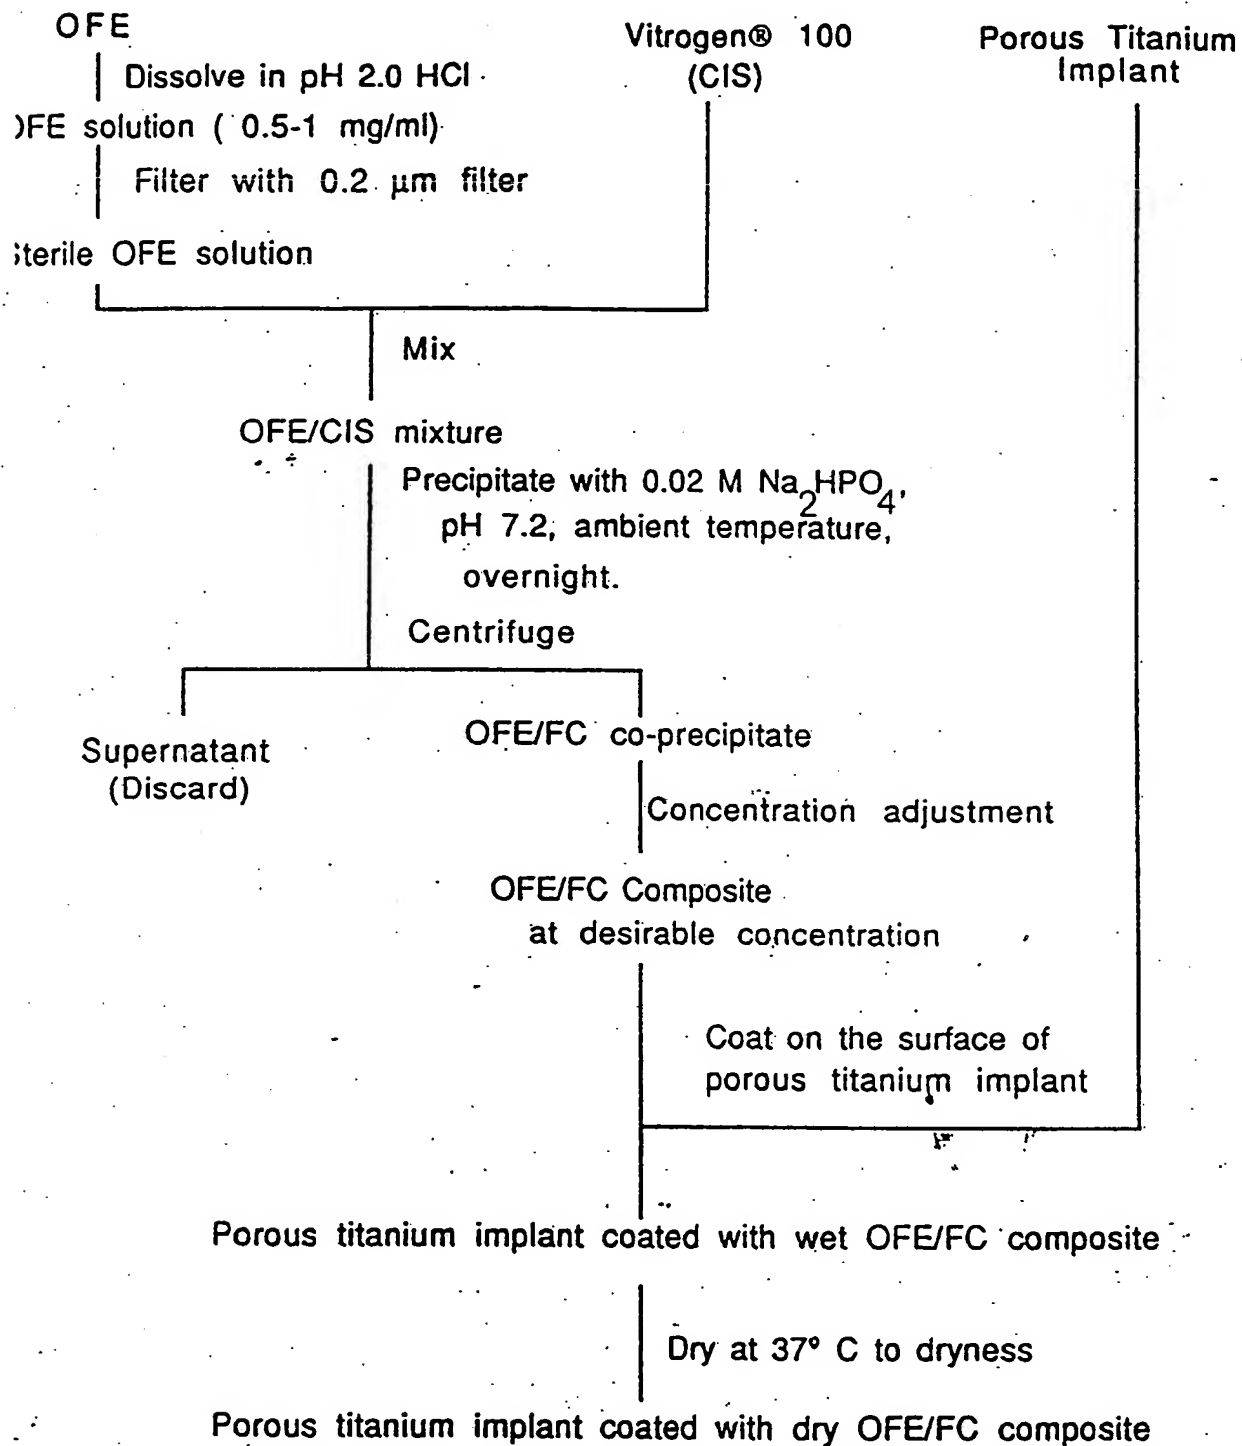 OFE
Vitrogen® 100
(CIS)
Porous Titanium
Implant
Dissolve in pH 2.0 HCl
)FE solution ( 0.5-1 mg/ml)
Filter with 0.2 µm filter
terile OFE solution
Mix
OFE/CIS mixture
Precipitate with 0.02 M Na2HPO4,
pH 7.2, ambient temperature,
overnight.
Centrifuge
Supernatant
(Discard)
OFE/FC co-precipitate
Concentration adjustment
OFE/FC Composite
at desirable concentration
Coat on the surface of
porous titanium implant
Porous titanium implant coated with wet OFE/FC composite
Dry at 37° C to dryness
Porous titanium implant coated with dry OFE/FC composite